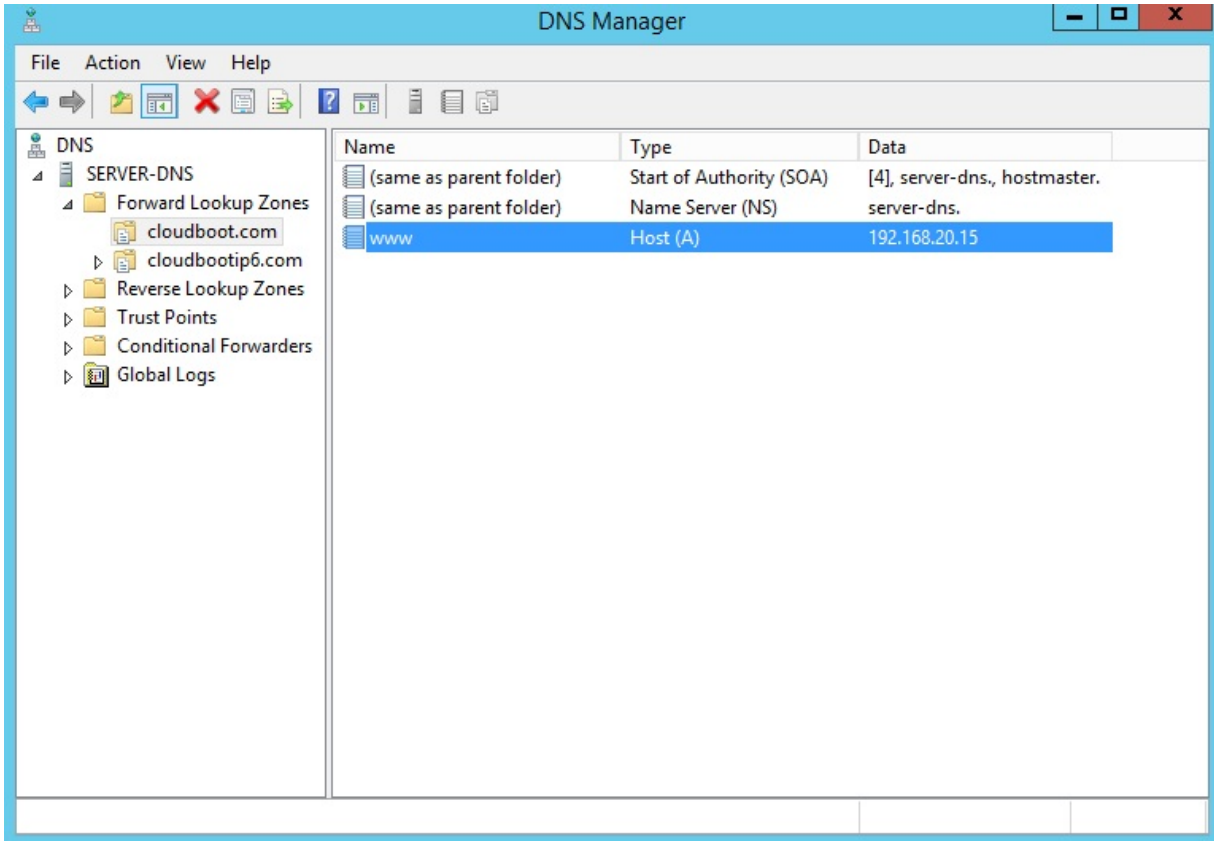 DNS Manager
File Action View Help
DNS
SERVER-DNS
Forward Lookup Zones
cloudboot.com
cloudbootip6.com
Reverse Lookup Zones
Trust Points
Conditional Forwarders
Global Logs
Name Type Data
(same as parent folder) Start of Authority (SOA) [4], server-dns., hostmaster.
(same as parent folder) Name Server (NS) server-dns.
www Host (A) 192.168.20.15